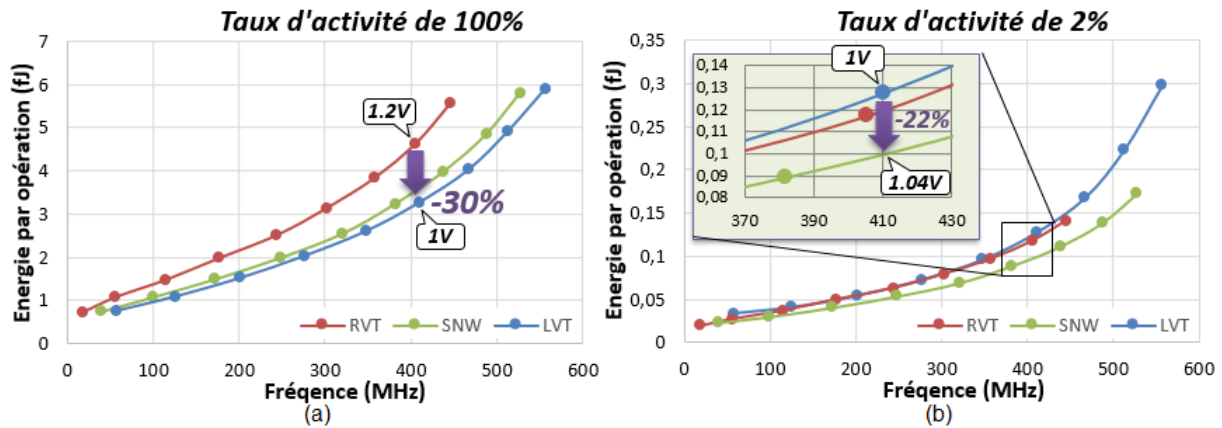 Taux d'activité de 100%
Energie par opération (fJ)
7
6
5
4
3
2
1
0
1.2V
-30%
1V
RVT SNW LVT
0 100 200 300 400 500 600
Fréqence (MHz)
(a)
Taux d'activité de 2%
Energie par opération (fJ)
0,35
0,3
0,25
0,2
0,15
0,1
0,05
0
0,14
0,13
0,12
0,11
0,1
0,09
0,08
370 390 410 430
1V
-22%
1.04V
RVT SNW LVT
0 100 200 300 400 500 600
Fréqence (MHz)
(b)